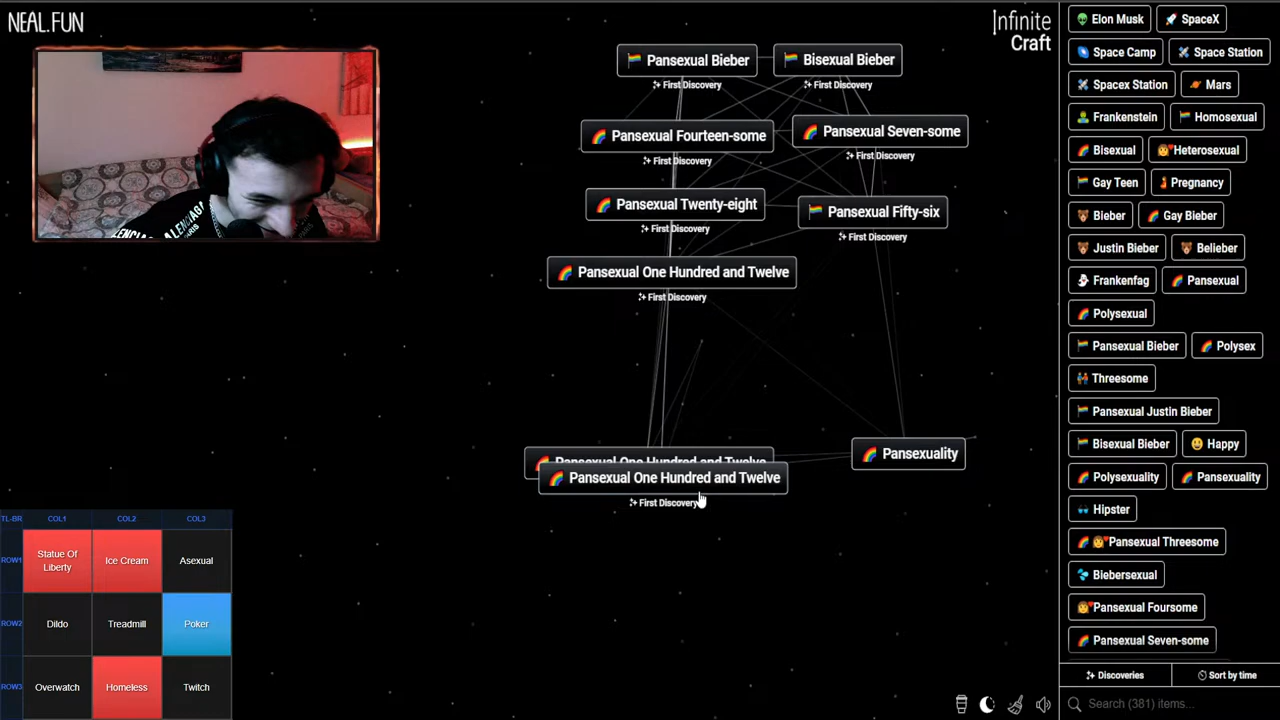 NEAL.FUN
Infinite
Craft
Pansexual Bieber
First Discovery
Bisexual Bieber
First Discovery
Pansexual Fourteen-some
First Discovery
Pansexual Seven-some
First Discovery
Pansexual Twenty-eight
First Discovery
Pansexual Fifty-six
First Discovery
Pansexual One Hundred and Twelve
First Discovery
Pansexual One Hundred and Twelve
Pansexual One Hundred and Twelve
First Discovery
Pansexuality
TL-BR COL1 COL2 COL3
ROW1 Statue Of Liberty Ice Cream Asexual
ROW2 Dildo Treadmill Poker
ROW3 Overwatch Homeless Twitch
Elon Musk SpaceX
Space Camp Space Station
Spacex Station Mars
Frankenstein Homosexual
Bisexual Heterosexual
Gay Teen Pregnancy
Bieber Gay Bieber
Justin Bieber Belieber
Frankenfag Pansexual
Polysexual
Pansexual Bieber Polysex
Threesome
Pansexual Justin Bieber
Bisexual Bieber Happy
Polysexuality Pansexuality
Hipster
Pansexual Threesome
Biebersexual
Pansexual Foursome
Pansexual Seven-some
Discoveries Sort by time
Search (381) items...